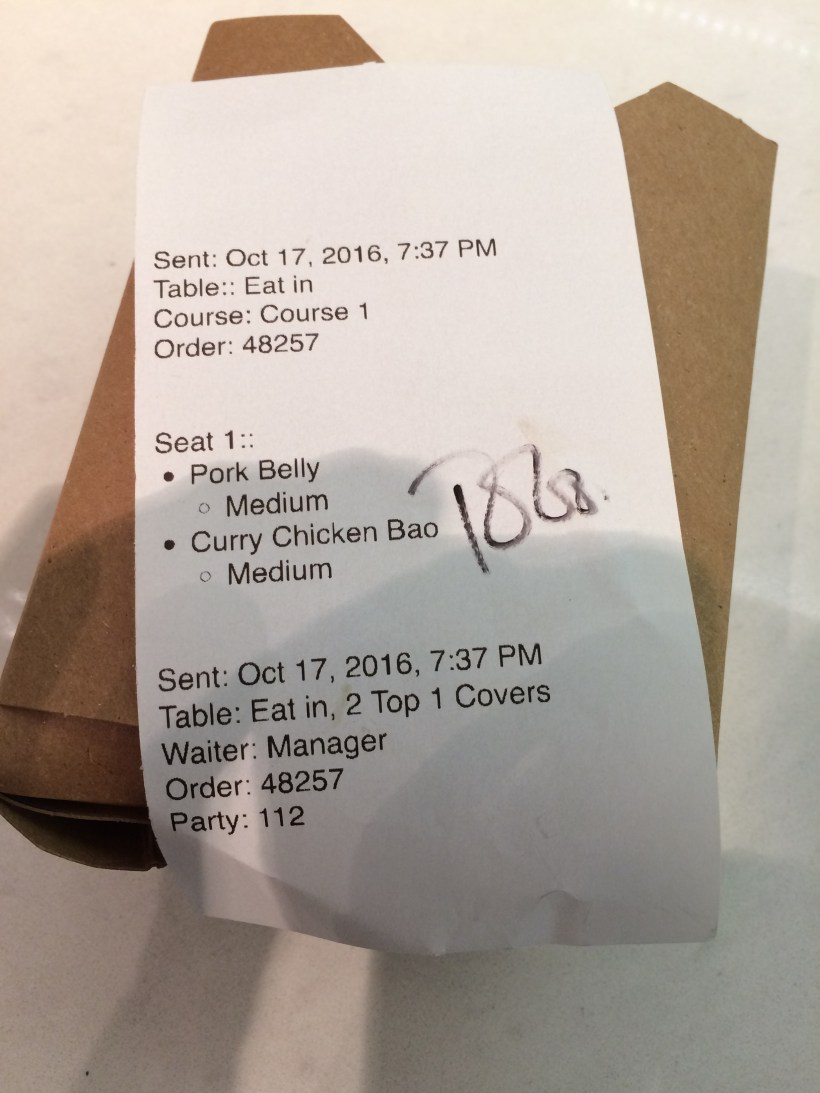 Sent: Oct 17, 2016, 7:37 PM
Table:: Eat in
Course: Course 1
Order: 48257
Seat 1::
• Pork Belly
○ Medium
• Curry Chicken Bao
○ Medium
Sent: Oct 17, 2016, 7:37 PM
Table: Eat in, 2 Top 1 Covers
Waiter: Manager
Order: 48257
Party: 112